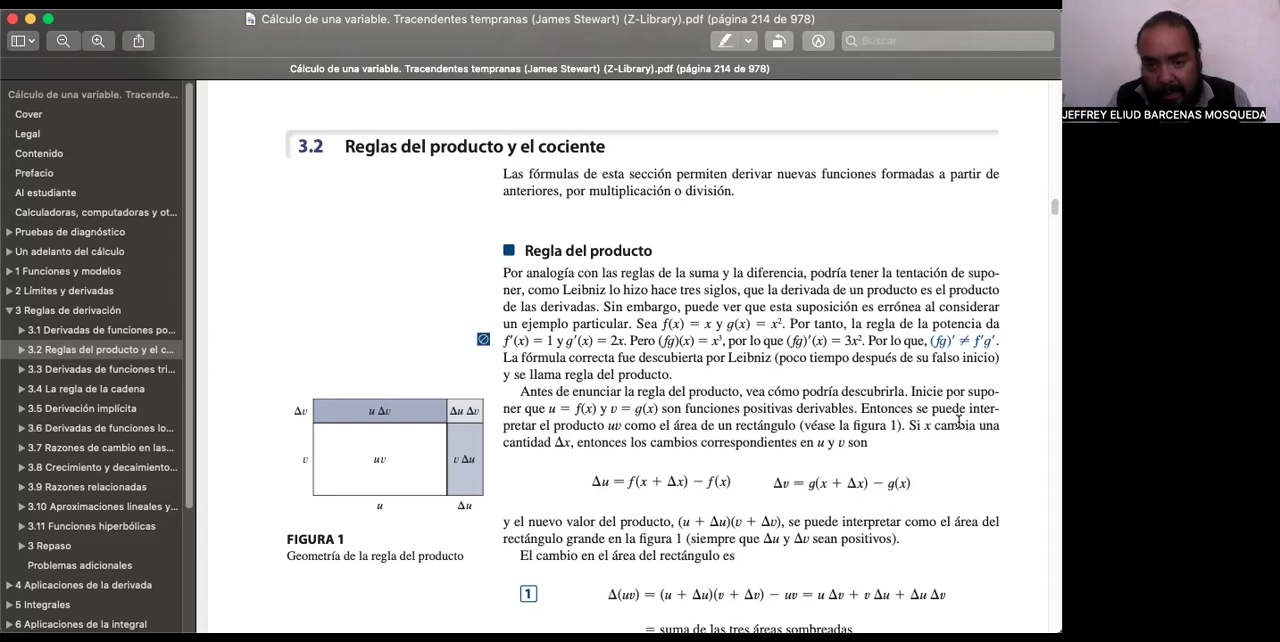 Cálculo de una variable. Tracendentes tempranas (James Stewart) (Z-Library).pdf (página 214 de 978)
Buscar
Cálculo de una variable. Tracendentes tempranas (James Stewart) (Z-Library).pdf (página 214 de 978)
Cálculo de una variable. Tracende...
Cover
Legal
Contenido
Prefacio
Al estudiante
Calculadoras, computadoras y ot...
Pruebas de diagnóstico
Un adelanto del cálculo
1 Funciones y modelos
2 Límites y derivadas
3 Reglas de derivación
3.1 Derivadas de funciones po...
3.2 Reglas del producto y el c...
3.3 Derivadas de funciones tri...
3.4 La regla de la cadena
3.5 Derivación implícita
3.6 Derivadas de funciones lo...
3.7 Razones de cambio en las...
3.8 Crecimiento y decaimiento...
3.9 Razones relacionadas
3.10 Aproximaciones lineales y...
3.11 Funciones hiperbólicas
3 Repaso
Problemas adicionales
4 Aplicaciones de la derivada
5 Integrales
6 Aplicaciones de la integral
3.2 Reglas del producto y el cociente
Las fórmulas de esta sección permiten derivar nuevas funciones formadas a partir de
anteriores, por multiplicación o división.
Regla del producto
Por analogía con las reglas de la suma y la diferencia, podría tener la tentación de supo-
ner, como Leibniz lo hizo hace tres siglos, que la derivada de un producto es el producto
de las derivadas. Sin embargo, puede ver que esta suposición es errónea al considerar
un ejemplo particular. Sea f(x) = x y g(x) = x². Por tanto, la regla de la potencia da
f′(x) = 1 y g′(x) = 2x. Pero (fg)(x) = x³, por lo que (fg)′(x) = 3x². Por lo que, (fg)′ ≠ f′g′.
La fórmula correcta fue descubierta por Leibniz (poco tiempo después de su falso inicio)
y se llama regla del producto.
Antes de enunciar la regla del producto, vea cómo podría descubrirla. Inicie por supo-
ner que u = f(x) y v = g(x) son funciones positivas derivables. Entonces se puede inter-
pretar el producto uv como el área de un rectángulo (véase la figura 1). Si x cambia una
cantidad Δx, entonces los cambios correspondientes en u y v son
Δu = f(x + Δx) − f(x) Δv = g(x + Δx) − g(x)
y el nuevo valor del producto, (u + Δu)(v + Δv), se puede interpretar como el área del
rectángulo grande en la figura 1 (siempre que Δu y Δv sean positivos).
El cambio en el área del rectángulo es
1 Δ(uv) = (u + Δu)(v + Δv) − uv = u Δv + v Δu + Δu Δv
= suma de las tres áreas sombreadas
Δv u Δv Δu Δv
v uv v Δu
u Δu
FIGURA 1
Geometría de la regla del producto
JEFFREY ELIUD BARCENAS MOSQUEDA